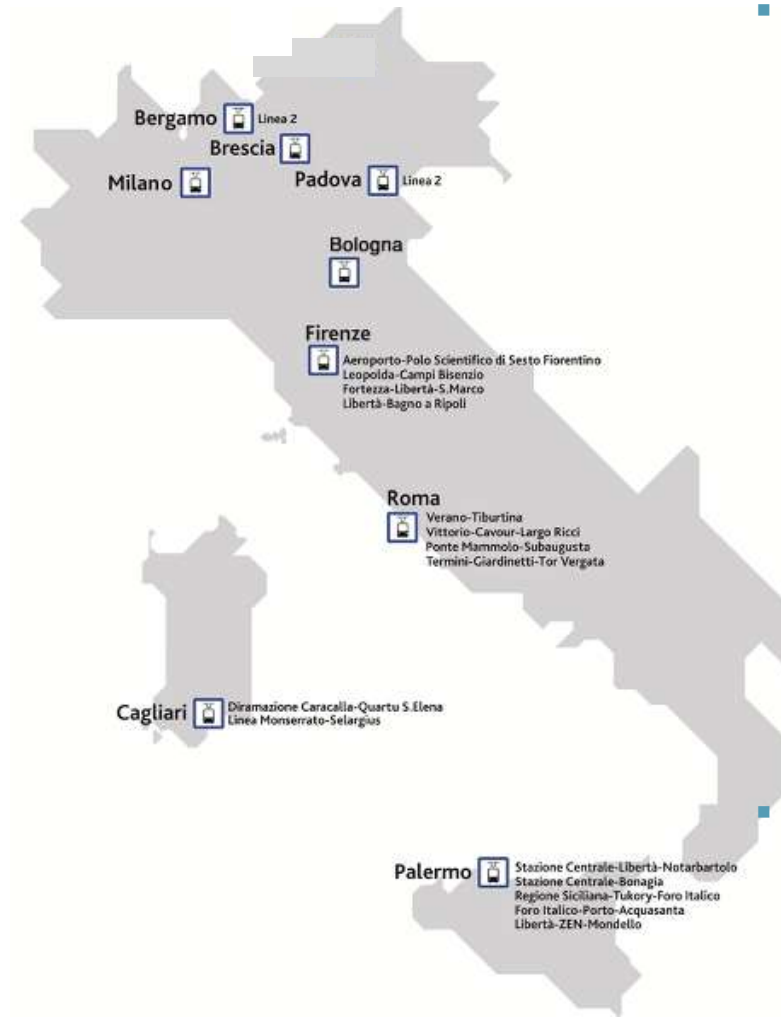 Bergamo
Linea 2
Brescia
Milano
Padova
Linea 2
Bologna
Firenze
Aeroporto-Polo Scientifico di Sesto Fiorentino
Leopolda-Campi Bisenzio
Fortezza-Libertà-S.Marco
Libertà-Bagno a Ripoli
Roma
Verano-Tiburtina
Vittorio-Cavour-Largo Ricci
Ponte Mammolo-Subaugusta
Termini-Giardinetti-Tor Vergata
Cagliari
Diramazione Caracalla-Quartu S.Elena
Linea Monserrato-Selargius
Palermo
Stazione Centrale-Libertà-Notarbartolo
Stazione Centrale-Bonagia
Regione Siciliana-Tukory-Foro Italico
Foro Italico-Porto-Acquasanta
Libertà-ZEN-Mondello